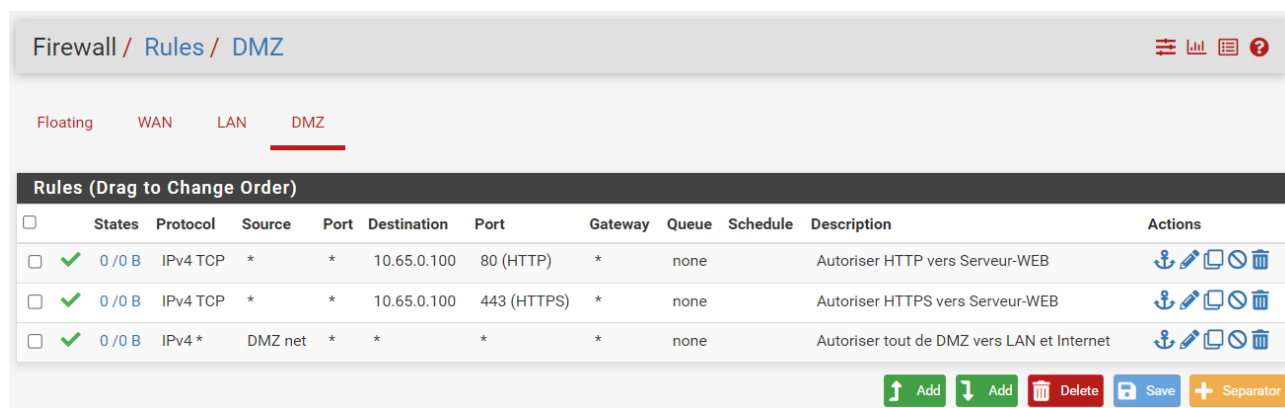 Firewall / Rules / DMZ
Floating WAN LAN DMZ
Rules (Drag to Change Order)
States Protocol Source Port Destination Port Gateway Queue Schedule Description Actions
0 /0 B IPv4 TCP * * 10.65.0.100 80 (HTTP) * none Autoriser HTTP vers Serveur-WEB
0 /0 B IPv4 TCP * * 10.65.0.100 443 (HTTPS) * none Autoriser HTTPS vers Serveur-WEB
0 /0 B IPv4 * DMZ net * * * * none Autoriser tout de DMZ vers LAN et Internet
Add Add Delete Save Separator